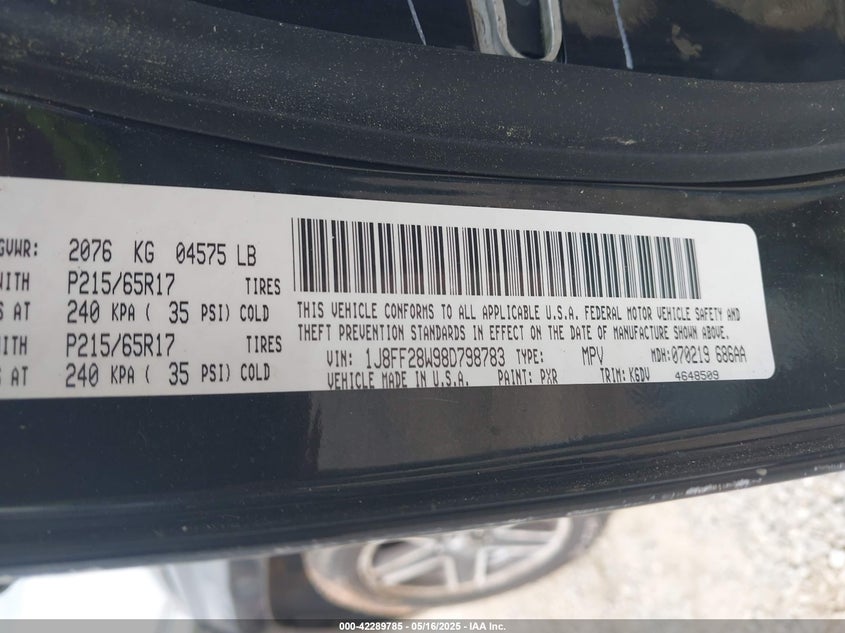 GVWR: 2076 KG 04575 LB
WITH P215/65R17 TIRES
S AT 240 KPA ( 35 PSI) COLD
WITH P215/65R17 TIRES
S AT 240 KPA ( 35 PSI) COLD
THIS VEHICLE CONFORMS TO ALL APPLICABLE U.S.A. FEDERAL MOTOR VEHICLE SAFETY AND
THEFT PREVENTION STANDARDS IN EFFECT ON THE DATE OF MANUFACTURE SHOWN ABOVE.
VIN: 1J8FF28W98D798783 TYPE: MPV MDH:070219 686AA
VEHICLE MADE IN U.S.A. PAINT: PXR TRIM: K6DV 4648509
000-42289785 - 05/16/2025 - IAA Inc.